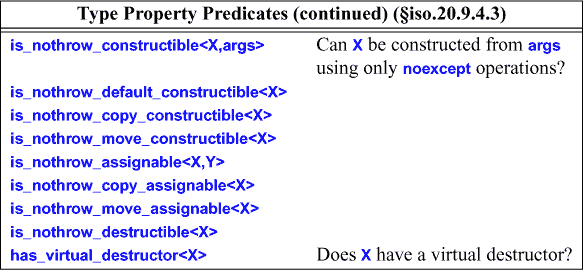 Type Property Predicates (continued) (§iso.20.9.4.3)
is_nothrow_constructible<X,args> Can X be constructed from args
using only noexcept operations?
is_nothrow_default_constructible<X>
is_nothrow_copy_constructible<X>
is_nothrow_move_constructible<X>
is_nothrow_assignable<X,Y>
is_nothrow_copy_assignable<X>
is_nothrow_move_assignable<X>
is_nothrow_destructible<X>
has_virtual_destructor<X> Does X have a virtual destructor?